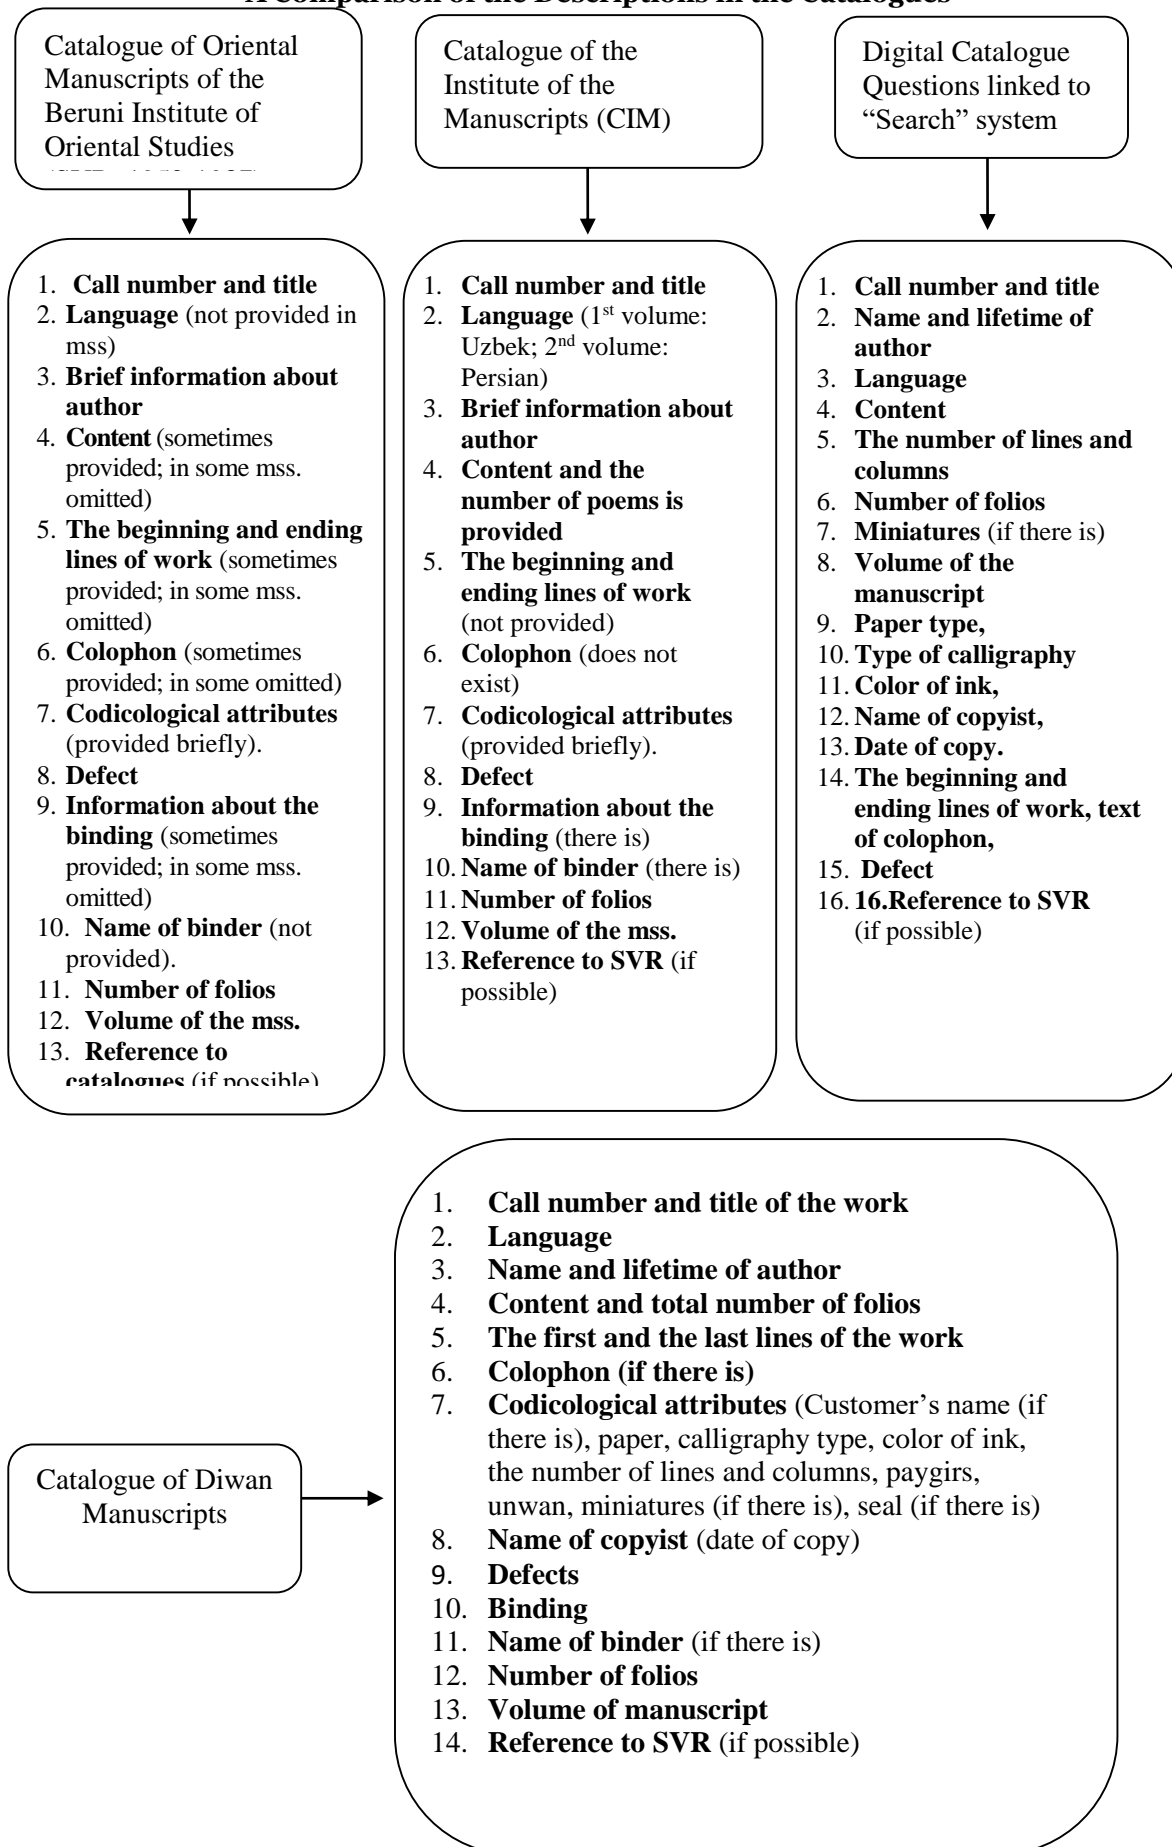 A Comparison of the Descriptions in the Catalogues
Catalogue of Oriental
Manuscripts of the
Beruni Institute of
Oriental Studies
Catalogue of the
Institute of the
Manuscripts (CIM)
Digital Catalogue
Questions linked to
“Search” system
1. Call number and title
2. Language (not provided in
mss)
3. Brief information about
author
4. Content (sometimes
provided; in some mss.
omitted)
5. The beginning and ending
lines of work (sometimes
provided; in some mss.
omitted)
6. Colophon (sometimes
provided; in some omitted)
7. Codicological attributes
(provided briefly).
8. Defect
9. Information about the
binding (sometimes
provided; in some mss.
omitted)
10. Name of binder (not
provided).
11. Number of folios
12. Volume of the mss.
13. Reference to
catalogues (if possible)
1. Call number and title
2. Language (1st volume:
Uzbek; 2nd volume:
Persian)
3. Brief information about
author
4. Content and the
number of poems is
provided
5. The beginning and
ending lines of work
(not provided)
6. Colophon (does not
exist)
7. Codicological attributes
(provided briefly).
8. Defect
9. Information about the
binding (there is)
10. Name of binder (there is)
11. Number of folios
12. Volume of the mss.
13. Reference to SVR (if
possible)
1. Call number and title
2. Name and lifetime of
author
3. Language
4. Content
5. The number of lines and
columns
6. Number of folios
7. Miniatures (if there is)
8. Volume of the
manuscript
9. Paper type,
10. Type of calligraphy
11. Color of ink,
12. Name of copyist,
13. Date of copy.
14. The beginning and
ending lines of work, text
of colophon,
15. Defect
16. 16.Reference to SVR
(if possible)
Catalogue of Diwan
Manuscripts
1. Call number and title of the work
2. Language
3. Name and lifetime of author
4. Content and total number of folios
5. The first and the last lines of the work
6. Colophon (if there is)
7. Codicological attributes (Customer’s name (if
there is), paper, calligraphy type, color of ink,
the number of lines and columns, paygirs,
unwan, miniatures (if there is), seal (if there is)
8. Name of copyist (date of copy)
9. Defects
10. Binding
11. Name of binder (if there is)
12. Number of folios
13. Volume of manuscript
14. Reference to SVR (if possible)